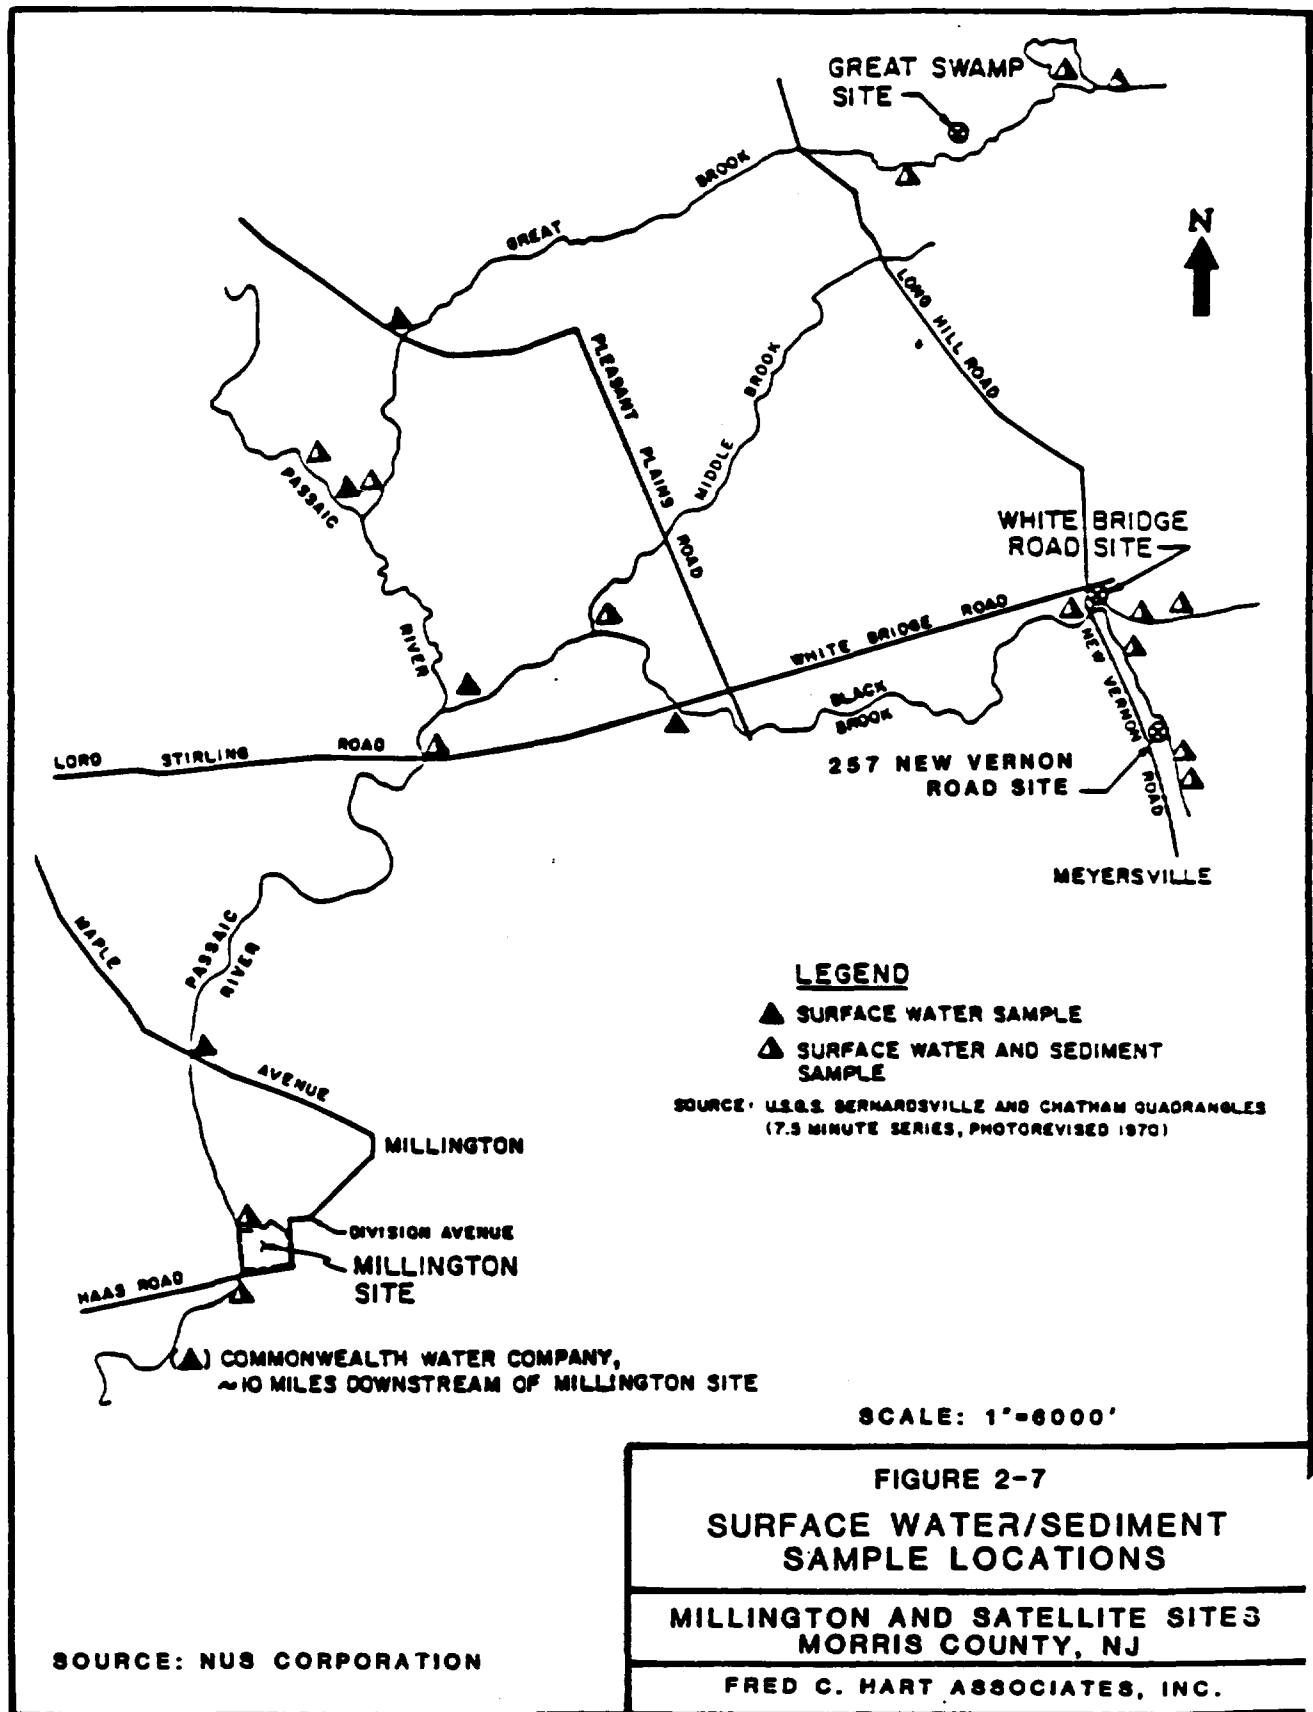 GREAT SWAMP
SITE
N
GREAT BROOK
LONG HILL ROAD
PLEASANT PLAINS ROAD
MIDDLE BROOK
PASSAIC RIVER
WHITE BRIDGE
ROAD SITE
WHITE BRIDGE ROAD
NEW VERNON ROAD
BLACK
BROOK
LORD STIRLING ROAD
257 NEW VERNON
ROAD SITE
MEYERSVILLE
MAPLE AVENUE
PASSAIC
RIVER
LEGEND
SURFACE WATER SAMPLE
SURFACE WATER AND SEDIMENT
SAMPLE
SOURCE: U.S.G.S. BERNARDSVILLE AND CHATHAM QUADRANGLES
(7.5 MINUTE SERIES, PHOTOREVISED 1970)
MILLINGTON
DIVISION AVENUE
MILLINGTON
SITE
HAAS ROAD
( ) COMMONWEALTH WATER COMPANY,
~10 MILES DOWNSTREAM OF MILLINGTON SITE
SCALE: 1"=6000'
FIGURE 2-7
SURFACE WATER/SEDIMENT
SAMPLE LOCATIONS
MILLINGTON AND SATELLITE SITES
MORRIS COUNTY, NJ
FRED C. HART ASSOCIATES, INC.
SOURCE: NUS CORPORATION